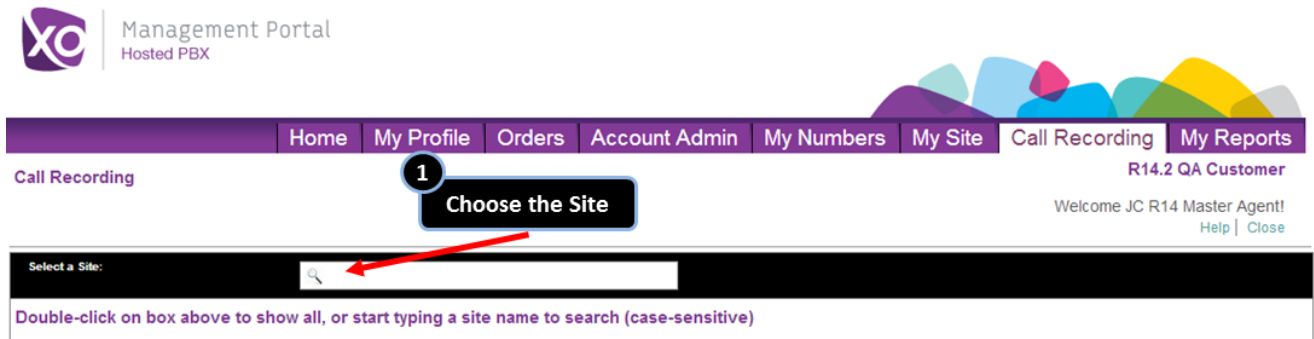 XO Management Portal
Hosted PBX
Home My Profile Orders Account Admin My Numbers My Site Call Recording My Reports
Call Recording
R14.2 QA Customer
1
Choose the Site
Welcome JC R14 Master Agent!
Help | Close
Select a Site:
Double-click on box above to show all, or start typing a site name to search (case-sensitive)